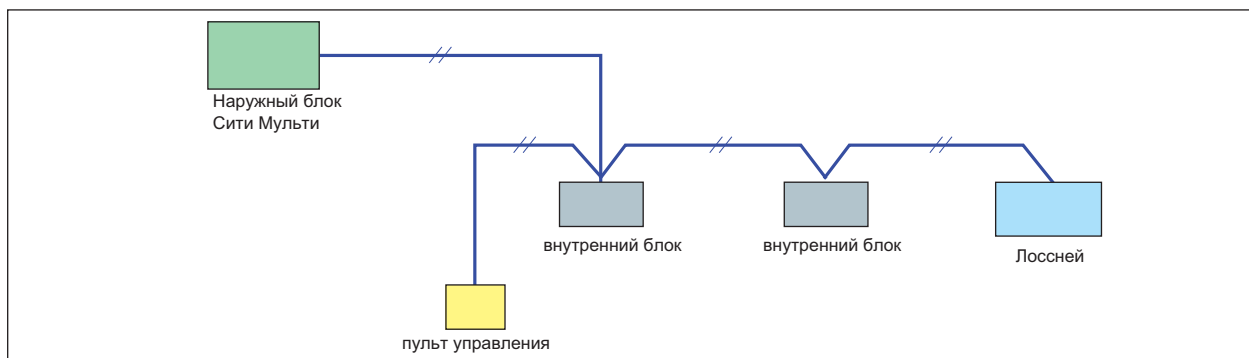 Наружный блок
Сити Мульти
внутренний блок
внутренний блок
Лоссней
пульт управления